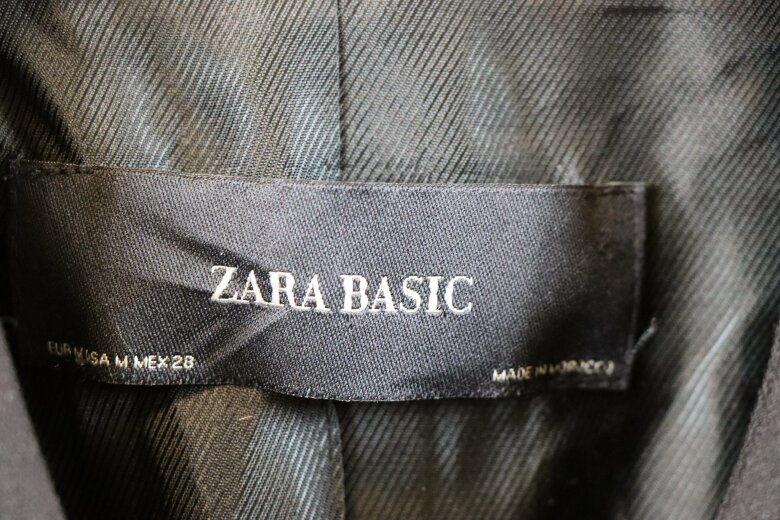 ZARA BASIC
EUR M USA M MEX 28
MADE IN MOROCCO